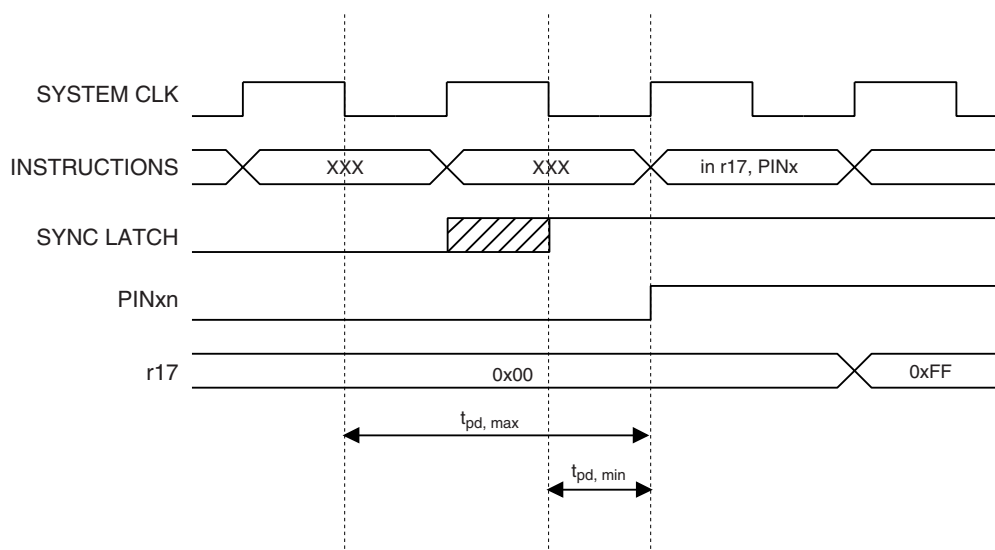 SYSTEM CLK
INSTRUCTIONS XXX XXX in r17, PINx
SYNC LATCH
PINxn
r17 0x00 0xFF
tpd, max
tpd, min